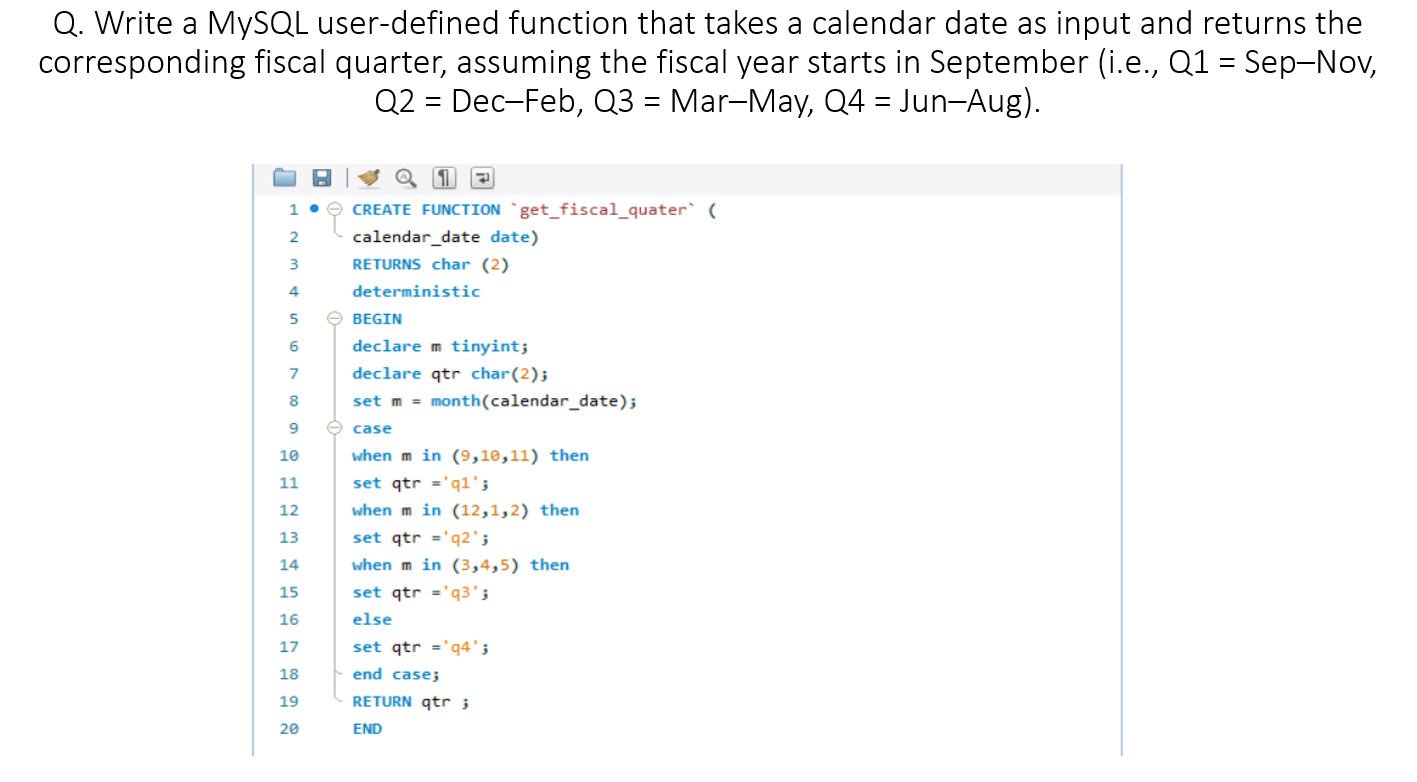 Q. Write a MySQL user-defined function that takes a calendar date as input and returns the
corresponding fiscal quarter, assuming the fiscal year starts in September (i.e., Q1 = Sep–Nov,
Q2 = Dec–Feb, Q3 = Mar–May, Q4 = Jun–Aug).
1 CREATE FUNCTION `get_fiscal_quater` (
2 calendar_date date)
3 RETURNS char (2)
4 deterministic
5 BEGIN
6 declare m tinyint;
7 declare qtr char(2);
8 set m = month(calendar_date);
9 case
10 when m in (9,10,11) then
11 set qtr ='q1';
12 when m in (12,1,2) then
13 set qtr ='q2';
14 when m in (3,4,5) then
15 set qtr ='q3';
16 else
17 set qtr ='q4';
18 end case;
19 RETURN qtr ;
20 END